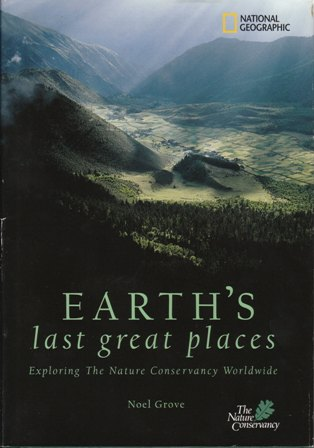 NATIONAL
GEOGRAPHIC
EARTH'S
last great places
Exploring The Nature Conservancy Worldwide
Noel Grove
The
Nature
Conservancy